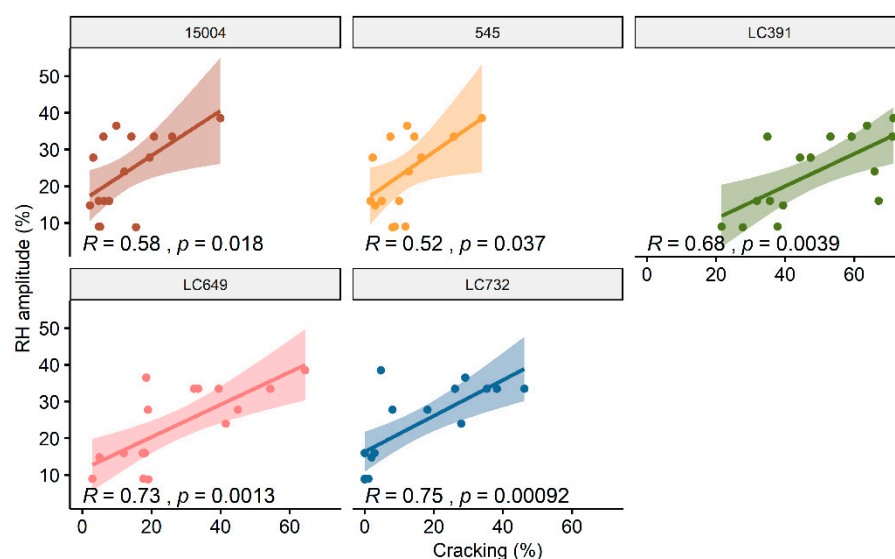 15004
545
LC391
50
40
30
20
10
R = 0.58 , p = 0.018
R = 0.52 , p = 0.037
R = 0.68 , p = 0.0039
0 20 40 60
LC649
LC732
RH amplitude (%)
50
40
30
20
10
R = 0.73 , p = 0.0013
R = 0.75 , p = 0.00092
0 20 40 60
0 20 40 60
Cracking (%)